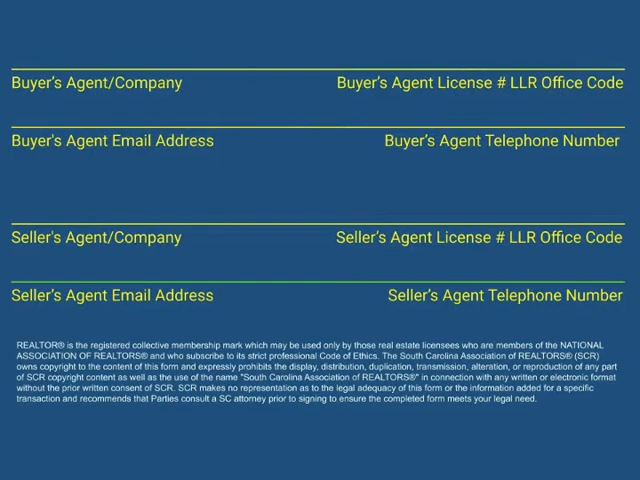 Buyer's Agent/Company Buyer's Agent License # LLR Office Code
Buyer's Agent Email Address Buyer's Agent Telephone Number
Seller's Agent/Company Seller's Agent License # LLR Office Code
Seller's Agent Email Address Seller's Agent Telephone Number
REALTOR® is the registered collective membership mark which may be used only by those real estate licensees who are members of the NATIONAL
ASSOCIATION OF REALTORS® and who subscribe to its strict professional Code of Ethics. The South Carolina Association of REALTORS® (SCR)
owns copyright to the content of this form and expressly prohibits the display, distribution, duplication, transmission, alteration, or reproduction of any part
of SCR copyright content as well as the use of the name "South Carolina Association of REALTORS®" in connection with any written or electronic format
without the prior written consent of SCR. SCR makes no representation as to the legal adequacy of this form or the information added for a specific
transaction and recommends that Parties consult a SC attorney prior to signing to ensure the completed form meets your legal need.